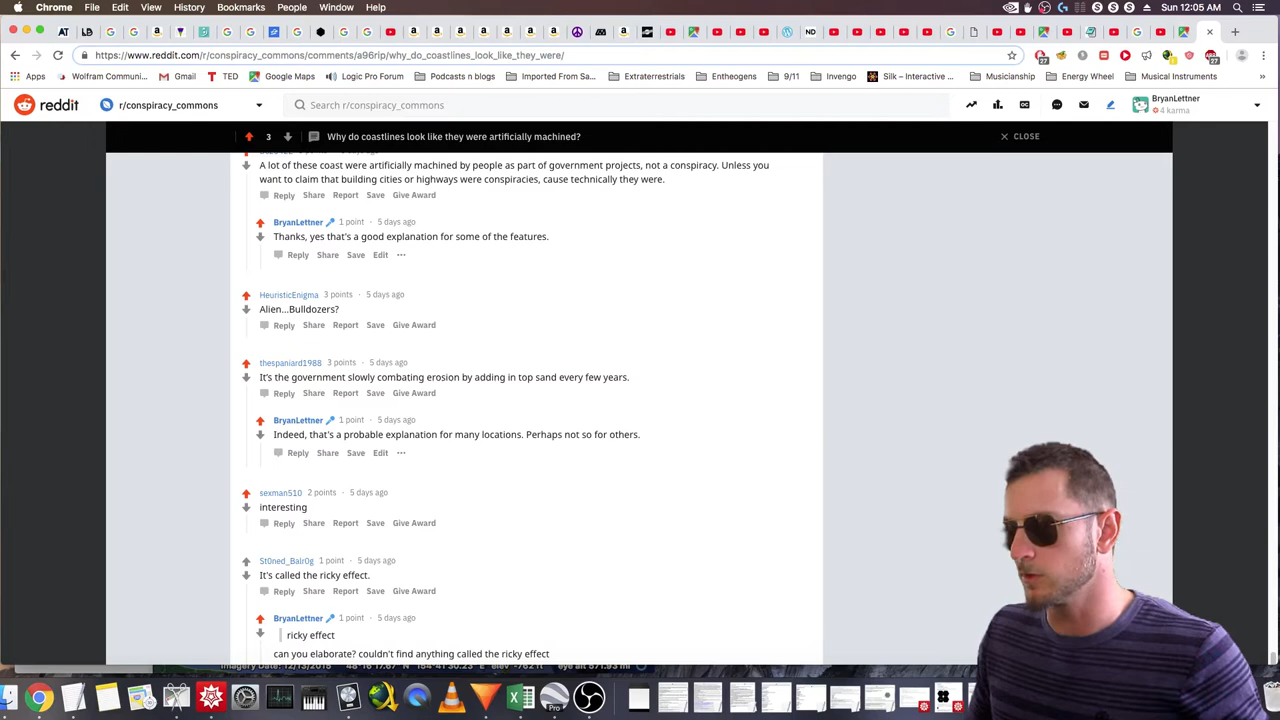 Chrome File Edit View History Bookmarks People Window Help
Sun 12:05 AM
https://www.reddit.com/r/conspiracy_commons/comments/a96rip/why_do_coastlines_look_like_they_were/
Apps Wolfram Communi... Gmail TED Google Maps Logic Pro Forum Podcasts n blogs Imported From Sa... Extraterrestrials Entheogens 9/11 Invengo Silk – Interactive ... Musicianship Energy Wheel Musical Instruments
reddit r/conspiracy_commons Search r/conspiracy_commons BryanLettner
4 karma
3 Why do coastlines look like they were artificially machined? CLOSE
A lot of these coast were artificially machined by people as part of government projects, not a conspiracy. Unless you
want to claim that building cities or highways were conspiracies, cause technically they were.
Reply Share Report Save Give Award
BryanLettner 1 point · 5 days ago
Thanks, yes that's a good explanation for some of the features.
Reply Share Save Edit ...
HeuristicEnigma 3 points · 5 days ago
Alien...Bulldozers?
Reply Share Report Save Give Award
thespaniard1988 3 points · 5 days ago
It's the government slowly combating erosion by adding in top sand every few years.
Reply Share Report Save Give Award
BryanLettner 1 point · 5 days ago
Indeed, that's a probable explanation for many locations. Perhaps not so for others.
Reply Share Save Edit ...
sexman510 2 points · 5 days ago
interesting
Reply Share Report Save Give Award
St0ned_Balr0g 1 point · 5 days ago
It's called the ricky effect.
Reply Share Report Save Give Award
BryanLettner 1 point · 5 days ago
ricky effect
can you elaborate? couldn't find anything called the ricky effect
Pro